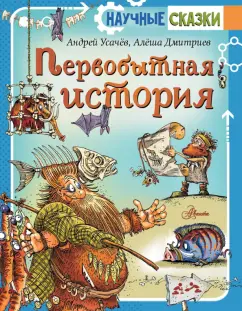 НАУЧНЫЕ СКАЗКИ
Андрей Усачёв, Алёша Дмитриев
Первобытная
история
Аванта